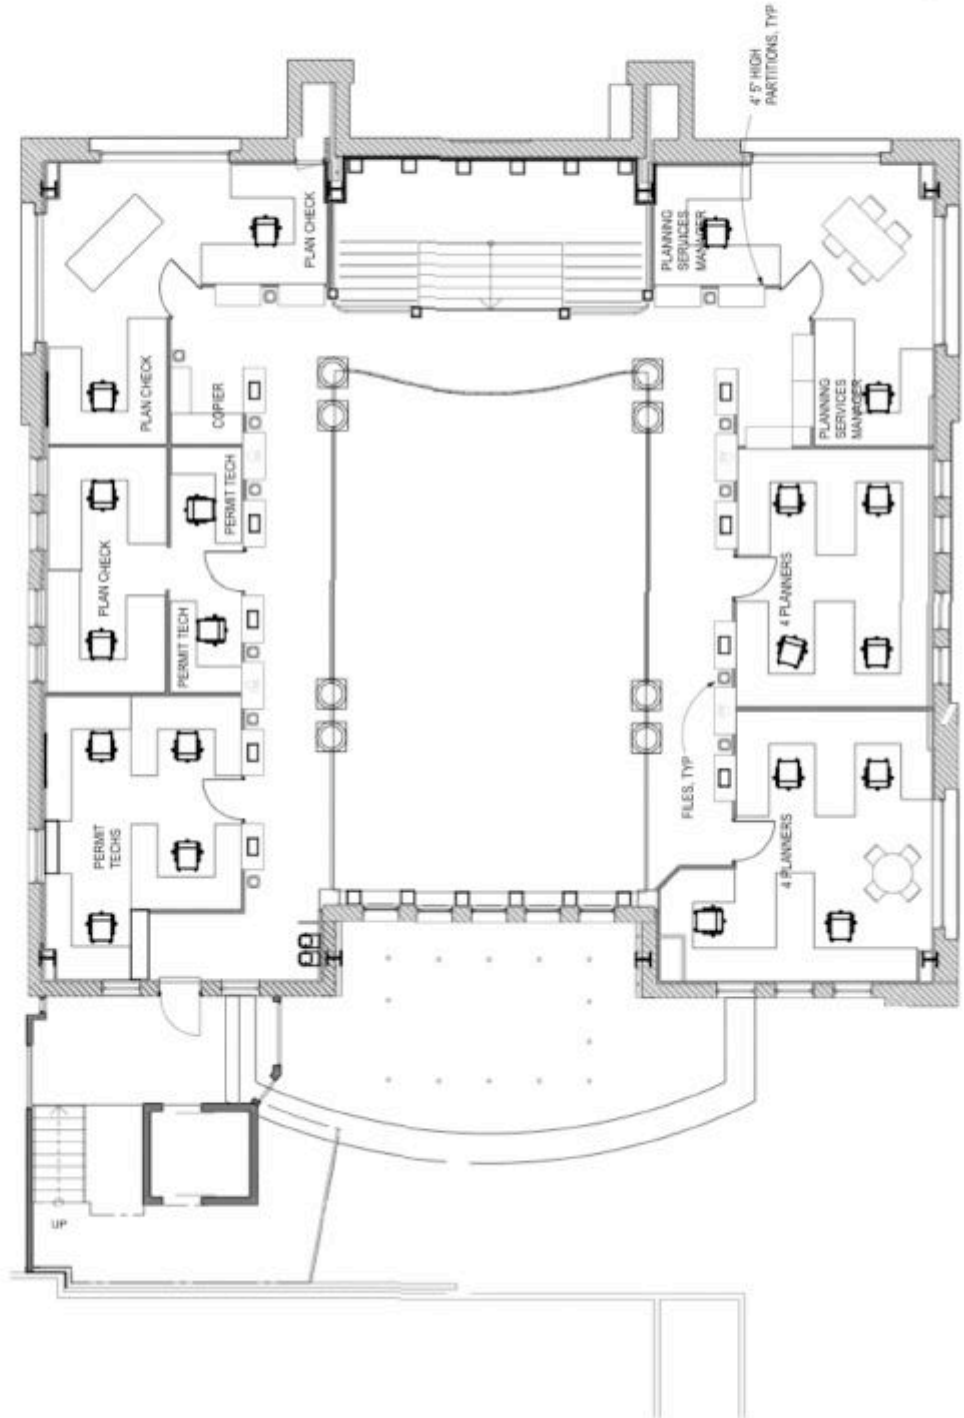 4' 5" HIGH
PARTITIONS, TYP
PLAN CHECK
PLANNING
SERVICES
MANAGER
PLAN CHECK
COPIER
PLANNING
SERVICES
MANAGER
PERMIT TECH
PLAN CHECK
4 PLANNERS
PERMIT TECH
FILES, TYP
PERMIT
TECHS
4 PLANNERS
UP